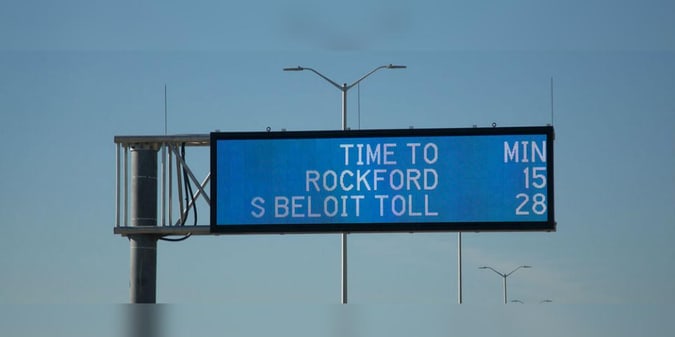 TIME TO MIN
ROCKFORD 15
S BELOIT TOLL 28